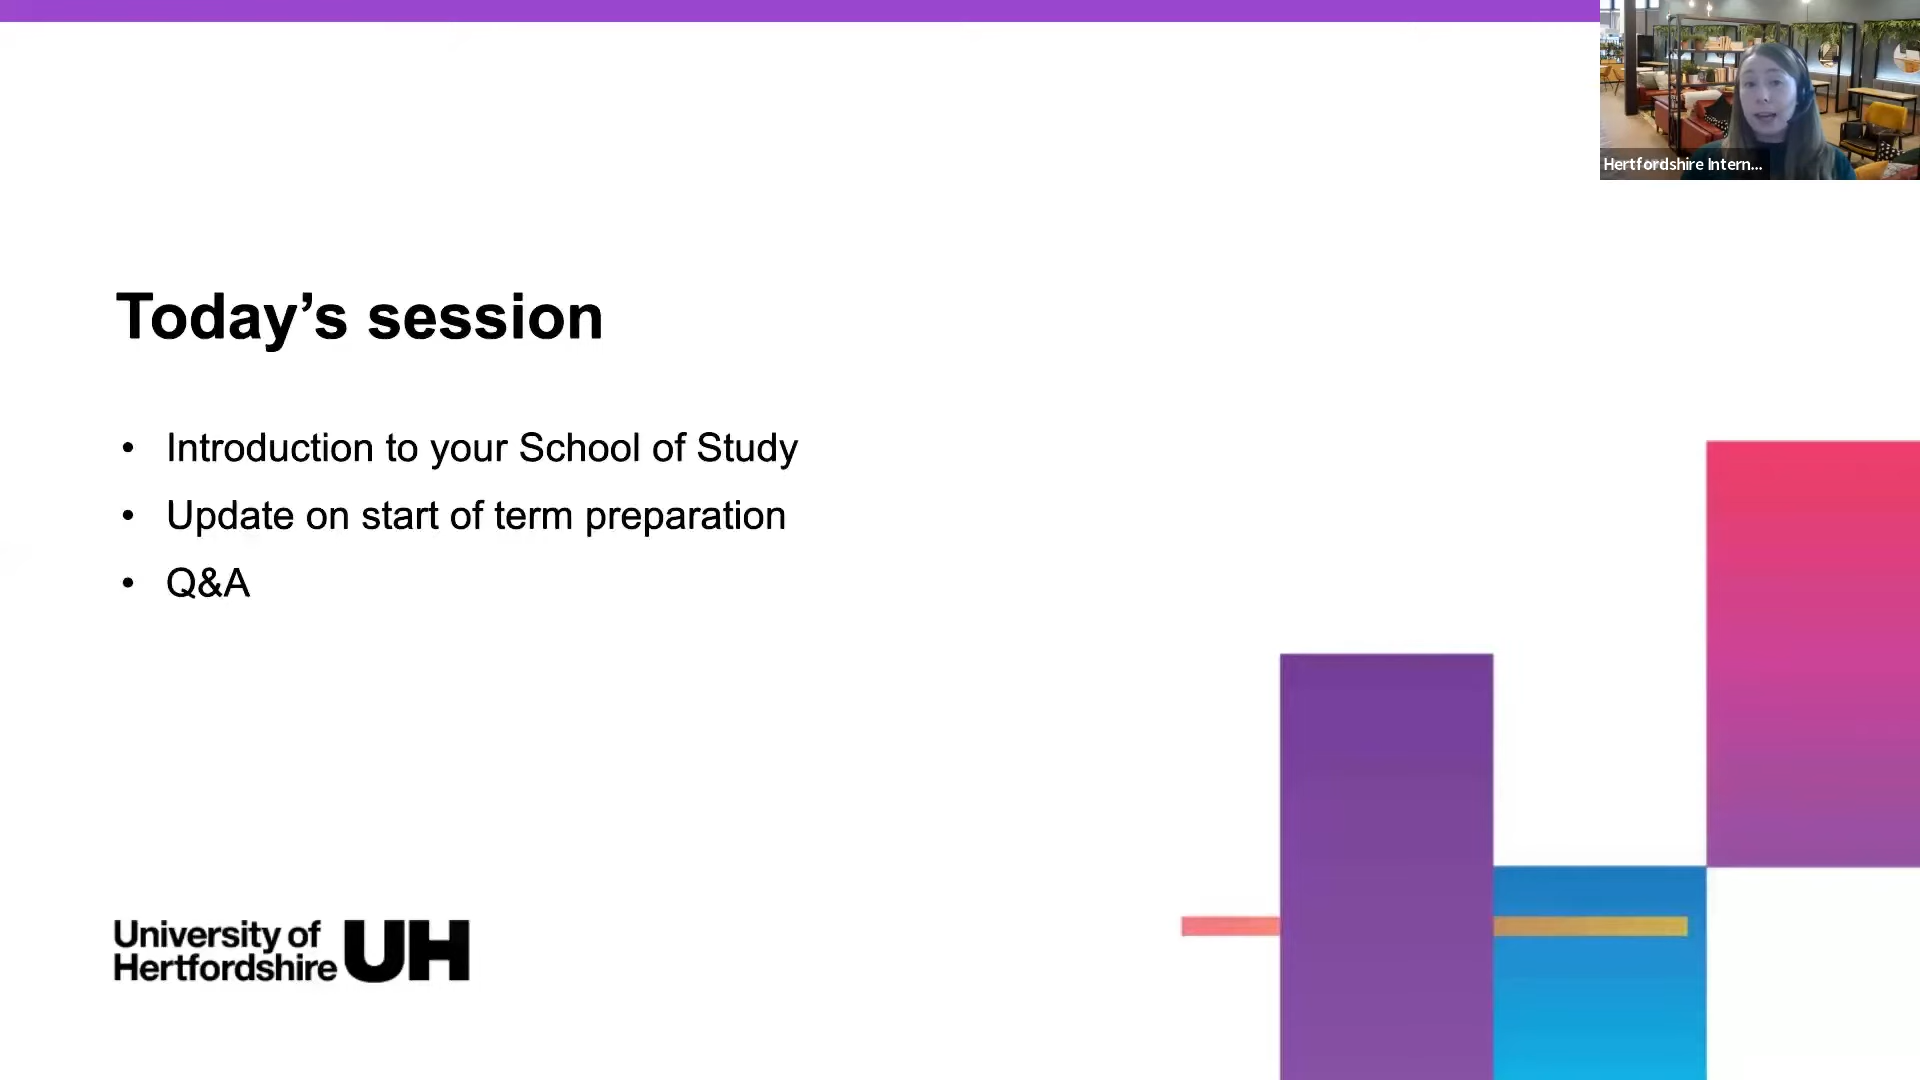 Hertfordshire Intern...
Today’s session
• Introduction to your School of Study
• Update on start of term preparation
• Q&A
University of
Hertfordshire UH